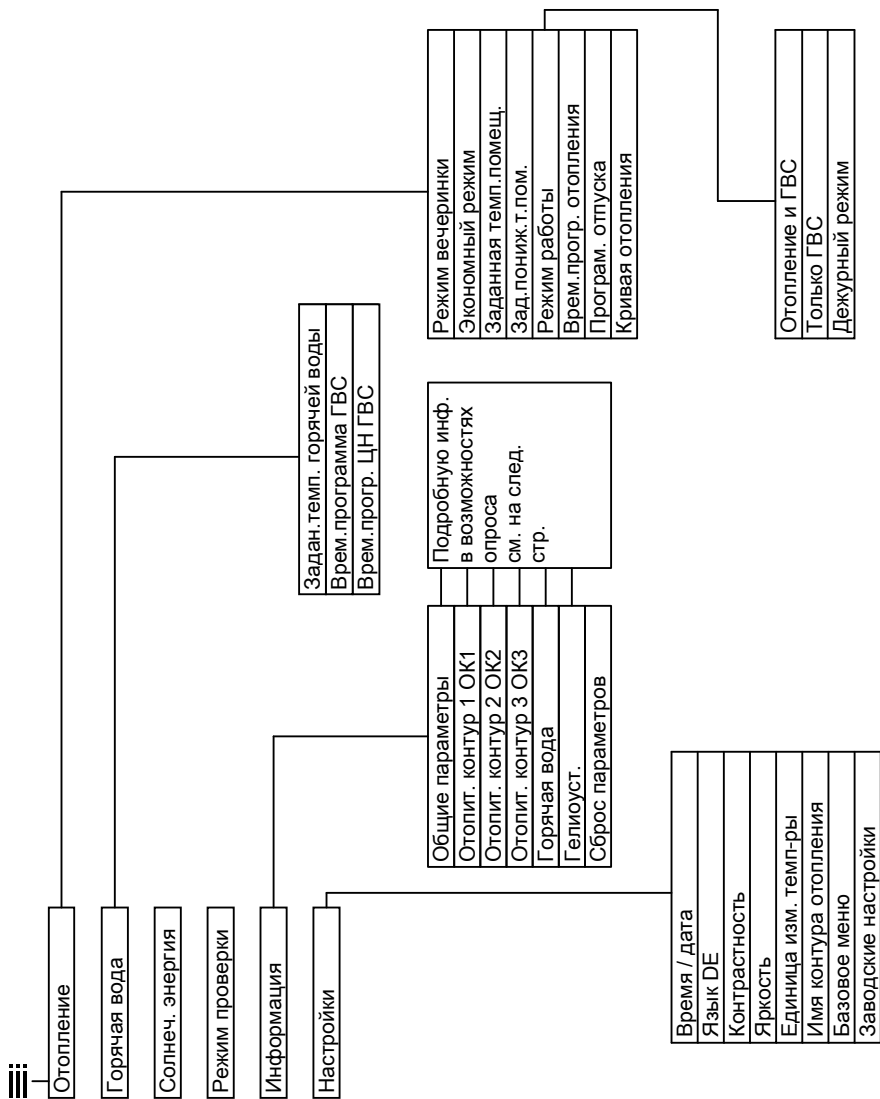 Отопление
Горячая вода
Солнеч. энергия
Режим проверки
Информация
Настройки
Задан.темп. горячей воды
Врем.программа ГВС
Врем.прогр. ЦН ГВС
Режим вечеринки
Экономный режим
Заданная темп.помещ.
Зад.пониж.т.пом.
Режим работы
Врем.прогр. отопления
Програм. отпуска
Кривая отопления
Общие параметры
Отопит. контур 1 ОК1
Отопит. контур 2 ОК2
Отопит. контур 3 ОК3
Горячая вода
Гелиоуст.
Сброс параметров
Подробную инф.
в возможностях
опроса
см. на след.
стр.
Время / дата
Язык DE
Контрастность
Яркость
Единица изм. темп-ры
Имя контура отопления
Базовое меню
Заводские настройки
Отопление и ГВС
Только ГВС
Дежурный режим